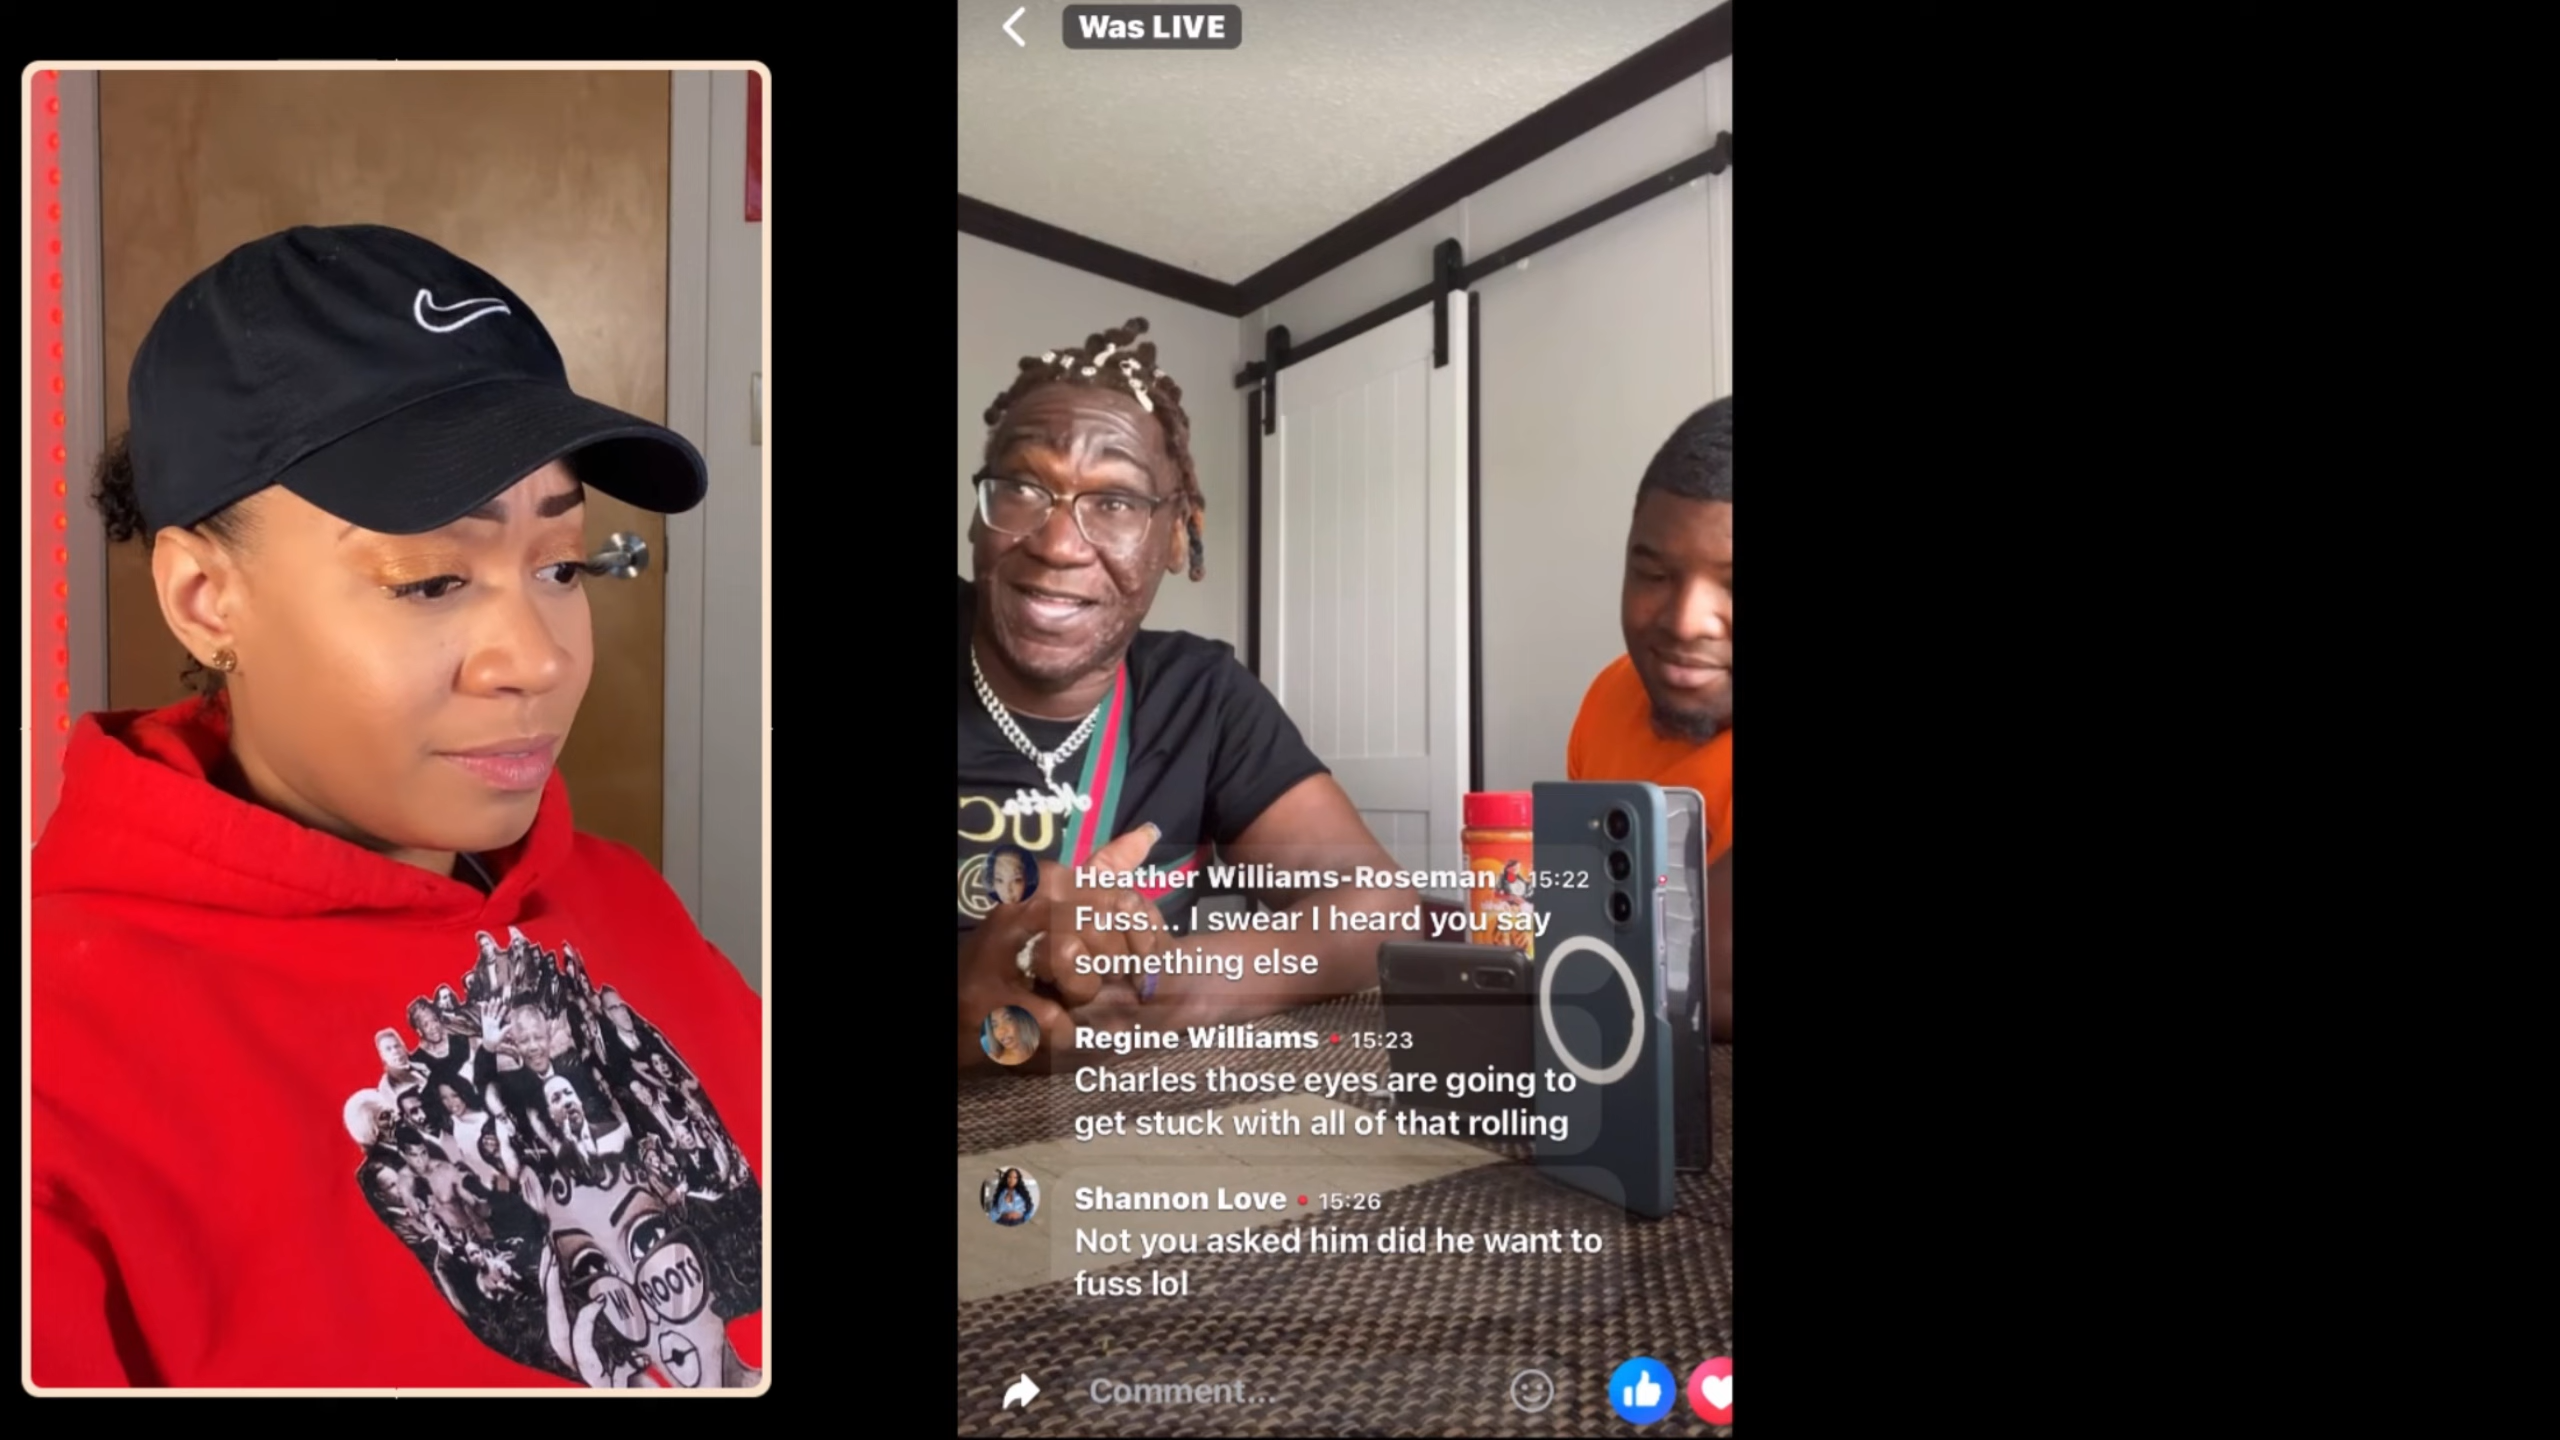 Was LIVE
Heather Williams-Roseman 15:22
Fuss... I swear I heard you say
something else
Regine Williams • 15:23
Charles those eyes are going to
get stuck with all of that rolling
Shannon Love • 15:26
Not you asked him did he want to
fuss lol
Comment...
MY ROOTS